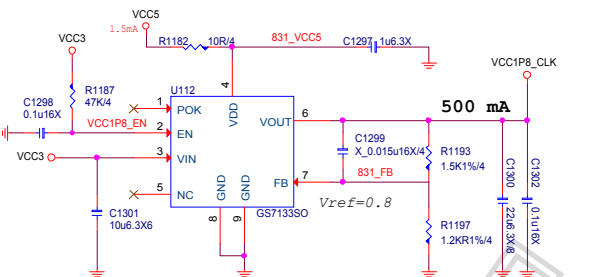 VCC5
1.5mA
R1182 10R/4
831_VCC5
C1297 1u6.3X
VCC3
VCC1P8_CLK
R1187
47K/4
C1298
0.1u16X
U112
4
VDD
500 mA
1 POK
VOUT 6
VCC1P8_EN
2 EN
C1299
X_0.015u16X/4
R1193
1.5K1%/4
VCC3
3 VIN
831_FB
5 NC
FB 7
GND
GND
Vref=0.8
GS7133SO
8
9
C1301
10u6.3X6
R1197
1.2KR1%/4
C1300
22u6.3X/8
C1302
0.1u16X